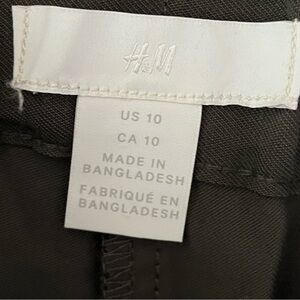 H&M
US 10
CA 10
MADE IN
BANGLADESH
FABRIQUÉ EN
BANGLADESH